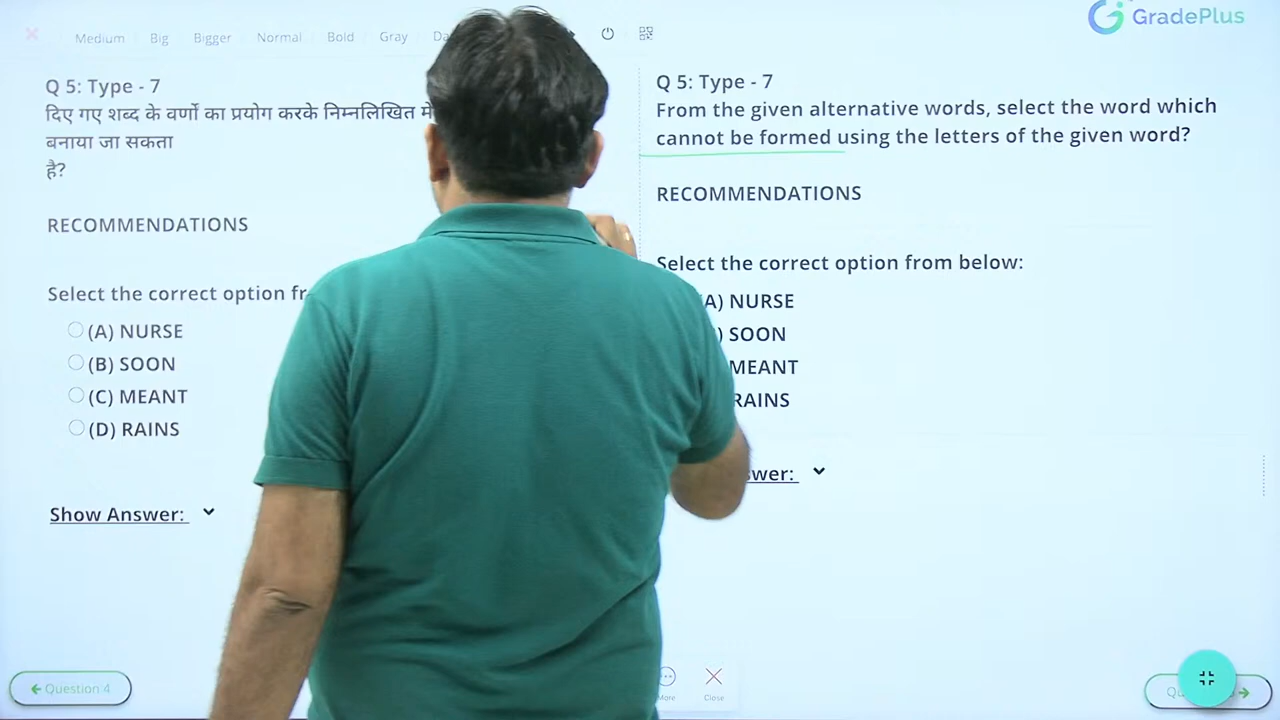 Medium Big Bigger Normal Bold Gray
GradePlus
Q 5: Type - 7
दिए गए शब्द के वर्णों का प्रयोग करके निम्नलिखित में
बनाया जा सकता
है?
RECOMMENDATIONS
Select the correct option
(A) NURSE
(B) SOON
(C) MEANT
(D) RAINS
Show Answer:
Question 4
Q 5: Type - 7
From the given alternative words, select the word which
cannot be formed using the letters of the given word?
RECOMMENDATIONS
Select the correct option from below:
A) NURSE
) SOON
MEANT
RAINS
More Close